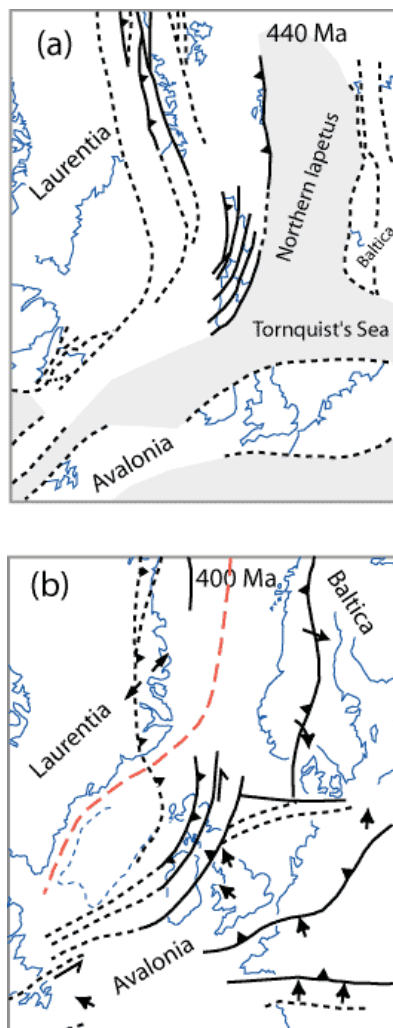 (a)
440 Ma
Laurentia
Northern Iapetus
Baltica
Tornquist's Sea
Avalonia
(b)
400 Ma
Baltica
Laurentia
Avalonia